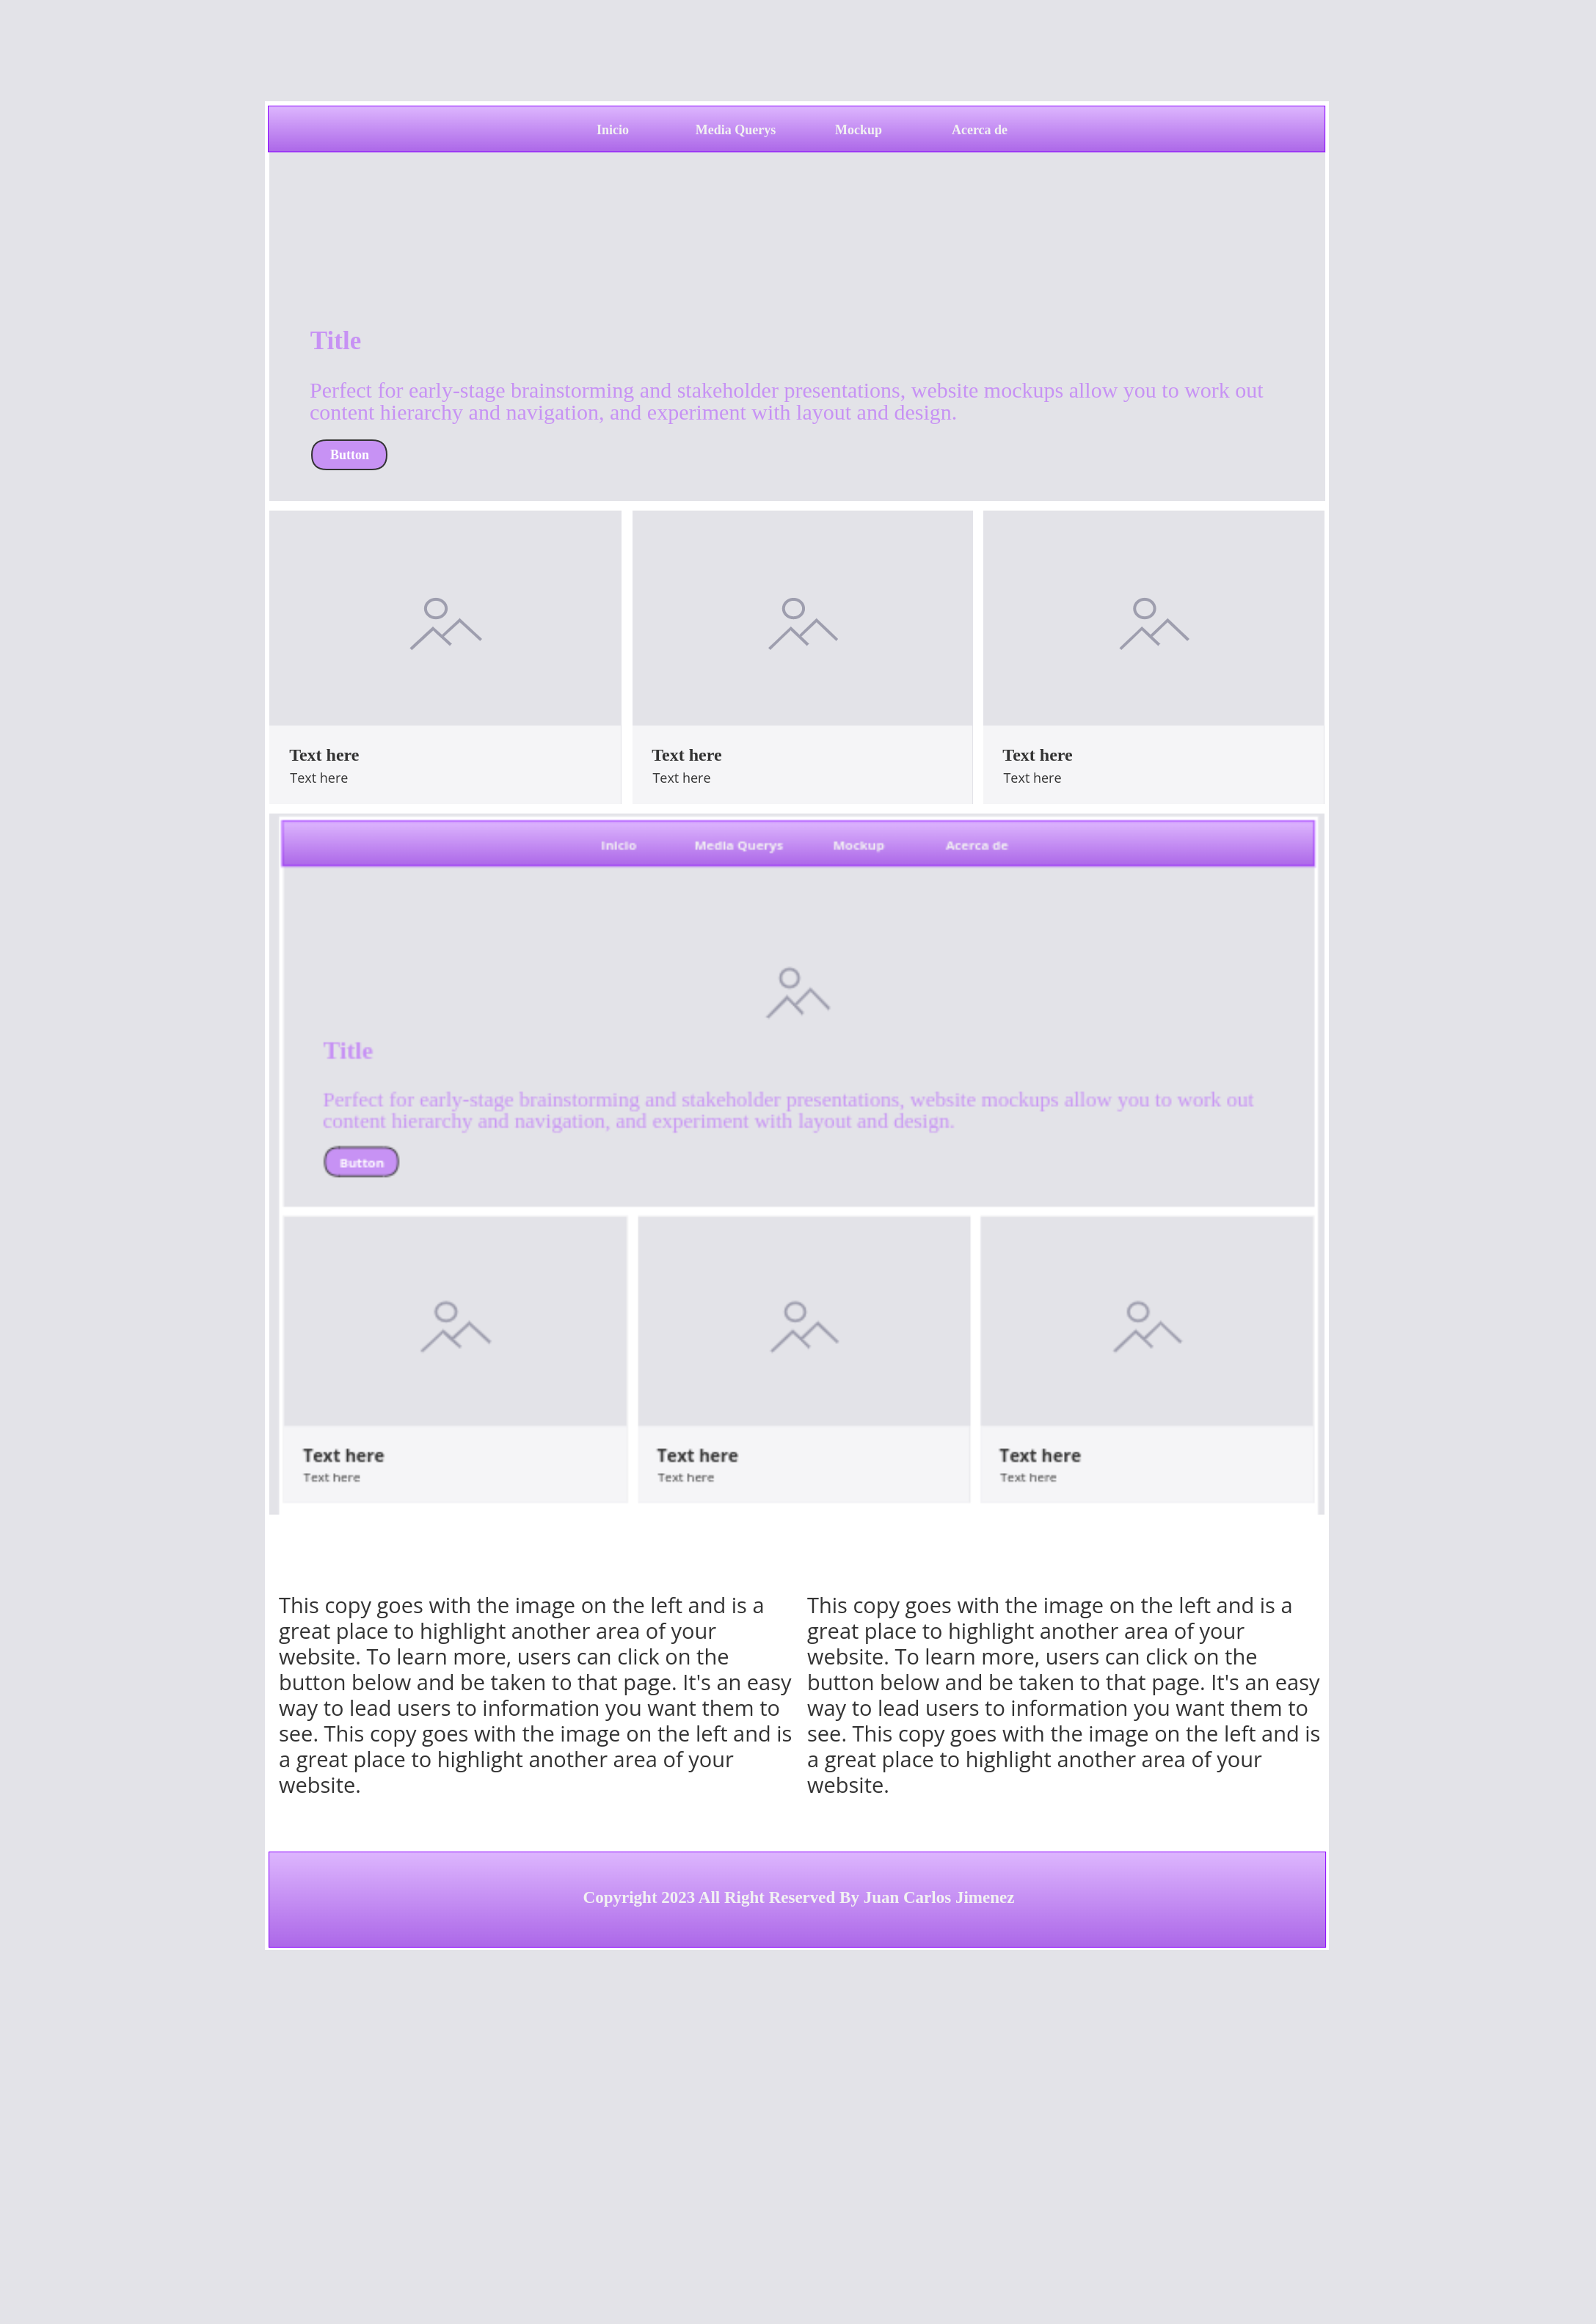 Inicio Media Querys Mockup Acerca de
Title
Perfect for early-stage brainstorming and stakeholder presentations, website mockups allow you to work out
content hierarchy and navigation, and experiment with layout and design.
Button
Text here Text here Text here
Text here Text here Text here
Inicio Media Querys Mockup Acerca de
Title
Perfect for early-stage brainstorming and stakeholder presentations, website mockups allow you to work out
content hierarchy and navigation, and experiment with layout and design.
Button
Text here Text here Text here
Text here Text here Text here
This copy goes with the image on the left and is a
great place to highlight another area of your
website. To learn more, users can click on the
button below and be taken to that page. It's an easy
way to lead users to information you want them to
see. This copy goes with the image on the left and is
a great place to highlight another area of your
website.
This copy goes with the image on the left and is a
great place to highlight another area of your
website. To learn more, users can click on the
button below and be taken to that page. It's an easy
way to lead users to information you want them to
see. This copy goes with the image on the left and is
a great place to highlight another area of your
website.
Copyright 2023 All Right Reserved By Juan Carlos Jimenez